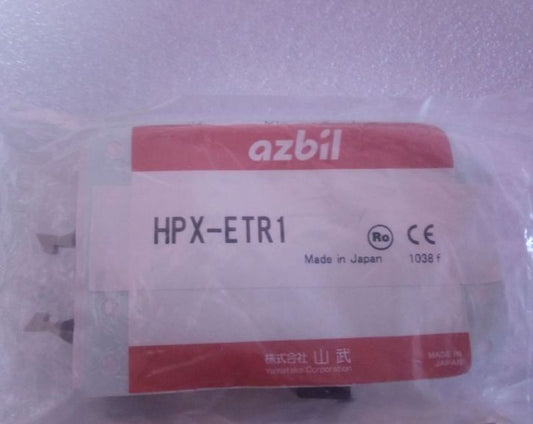 azbil
HPX-ETR1
Ro CE
Made in Japan 1038 f
株式会社 山武
Yamatake Corporation
MADE IN
JAPAN